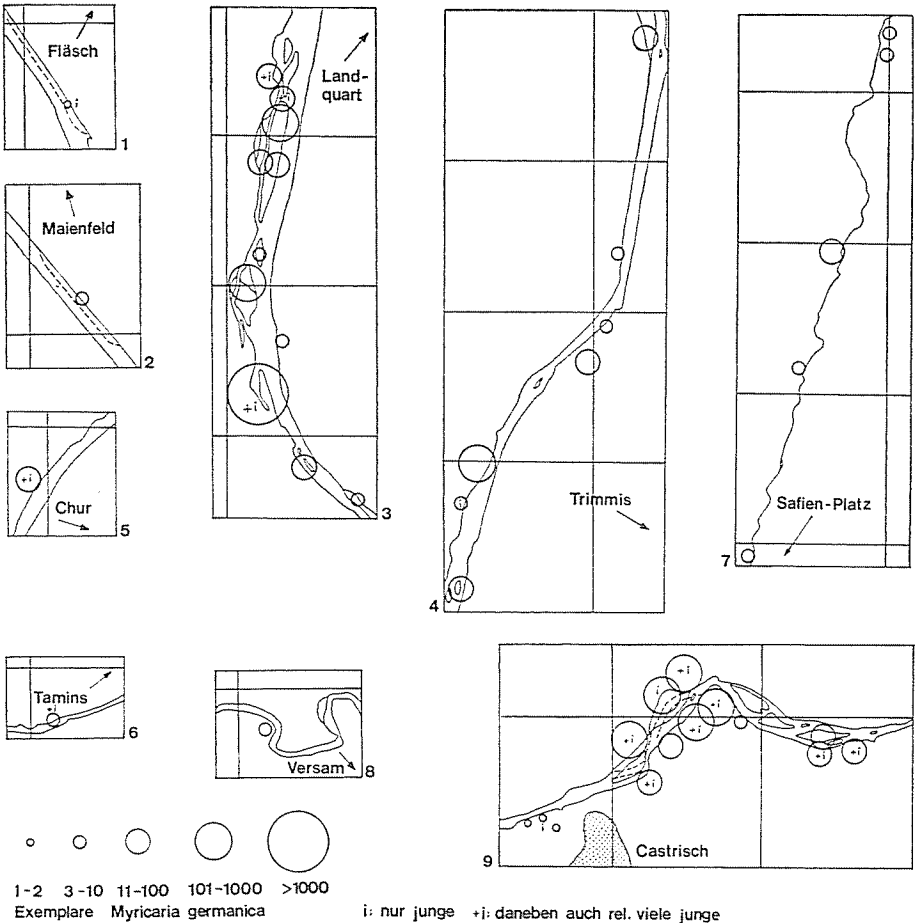 Fläsch
i
1
Maienfeld
2
+i
Chur
5
Tamins
+i
6
Land-
quart
+i
+i
+i
3
Trimmis
i
4
Safien-Platz
7
Versam
8
+i
i
+i
+i
+i
+i
+i
+i
+i
i
Castrisch
9
1-2 3-10 11-100 101-1000 >1000
Exemplare Myricaria germanica
i: nur junge +i: daneben auch rel. viele junge